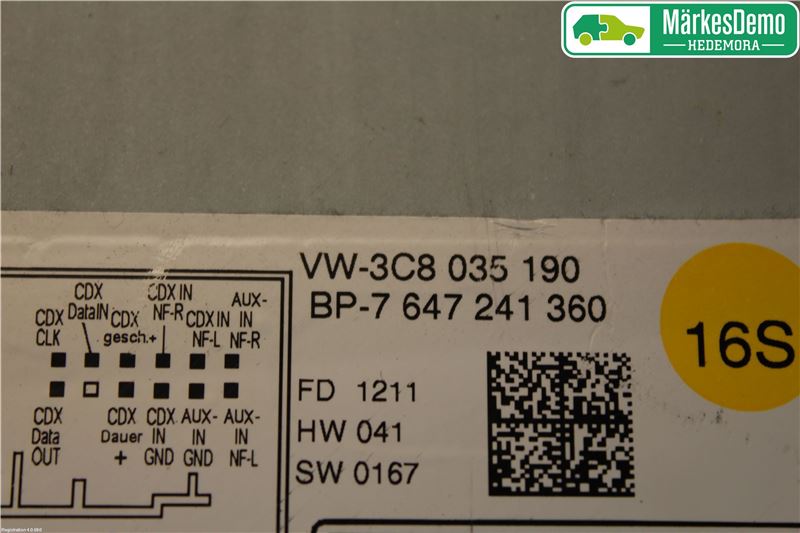 MärkesDemo
HEDEMORA
VW-3C8 035 190
BP-7 647 241 360
16S
FD 1211
HW 041
SW 0167
CDX CLK
CDX DataIN
CDX gesch.+
CDX IN NF-R
CDX IN NF-L
AUX-IN NF-R
CDX Data OUT
CDX Dauer +
CDX IN GND
AUX-IN GND
AUX-IN NF-L